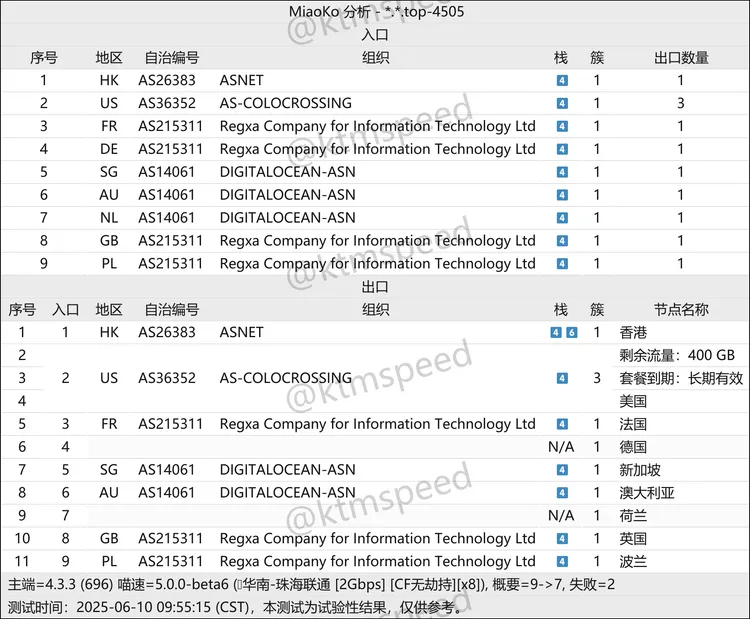 MiaoKo 分析 - *.*.top-4505
入口
序号 地区 自治编号 组织 栈 簇 出口数量
1 HK AS26383 ASNET 4 1 1
2 US AS36352 AS-COLOCROSSING 4 1 3
3 FR AS215311 Regxa Company for Information Technology Ltd 4 1 1
4 DE AS215311 Regxa Company for Information Technology Ltd 4 1 1
5 SG AS14061 DIGITALOCEAN-ASN 4 1 1
6 AU AS14061 DIGITALOCEAN-ASN 4 1 1
7 NL AS14061 DIGITALOCEAN-ASN 4 1 1
8 GB AS215311 Regxa Company for Information Technology Ltd 4 1 1
9 PL AS215311 Regxa Company for Information Technology Ltd 4 1 1
出口
序号 入口 地区 自治编号 组织 栈 簇 节点名称
1 1 HK AS26383 ASNET 4 6 1 香港
2 剩余流量：400 GB
3 2 US AS36352 AS-COLOCROSSING 4 3 套餐到期：长期有效
4 美国
5 3 FR AS215311 Regxa Company for Information Technology Ltd 4 1 法国
6 4 N/A 1 德国
7 5 SG AS14061 DIGITALOCEAN-ASN 4 1 新加坡
8 6 AU AS14061 DIGITALOCEAN-ASN 4 1 澳大利亚
9 7 N/A 1 荷兰
10 8 GB AS215311 Regxa Company for Information Technology Ltd 4 1 英国
11 9 PL AS215311 Regxa Company for Information Technology Ltd 4 1 波兰
主端=4.3.3 (696) 喵速=5.0.0-beta6 (华南-珠海联通 [2Gbps] [CF无劫持][x8]), 概要=9->7, 失败=2
测试时间：2025-06-10 09:55:15 (CST)，本测试为试验性结果，仅供参考。
@ktmspeed
@ktmspeed
@ktmspeed
@ktmspeed
@ktmspeed